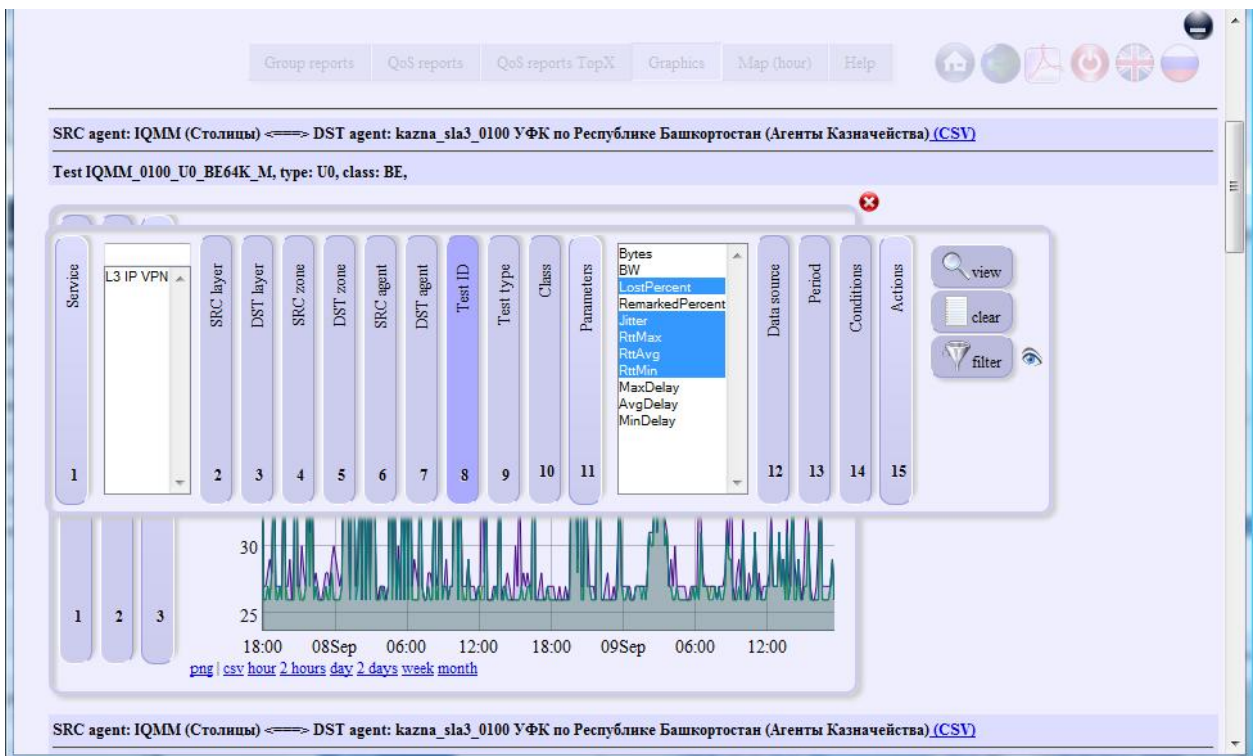 Group reports QoS reports QoS reports TopX Graphics Map (hour) Help
SRC agent: IQMM (Столицы) <===> DST agent: kazna_sla3_0100 УФК по Республике Башкортостан (Агенты Казначейства) (CSV)
Test IQMM_0100_U0_BE64K_M, type: U0, class: BE,
Service
1
L3 IP VPN
SRC layer
2
DST layer
3
SRC zone
4
DST zone
5
SRC agent
6
DST agent
7
Test ID
8
Test type
9
Class
10
Parameters
11
Bytes
BW
LostPercent
RemarkedPercent
Jitter
RttMax
RttAvg
RttMin
MaxDelay
AvgDelay
MinDelay
Data source
12
Period
13
Conditions
14
Actions
15
view
clear
filter
1 2 3
30
25
18:00 08Sep 06:00 12:00 18:00 09Sep 06:00 12:00
png | csv hour 2 hours day 2 days week month
SRC agent: IQMM (Столицы) <===> DST agent: kazna_sla3_0100 УФК по Республике Башкортостан (Агенты Казначейства) (CSV)